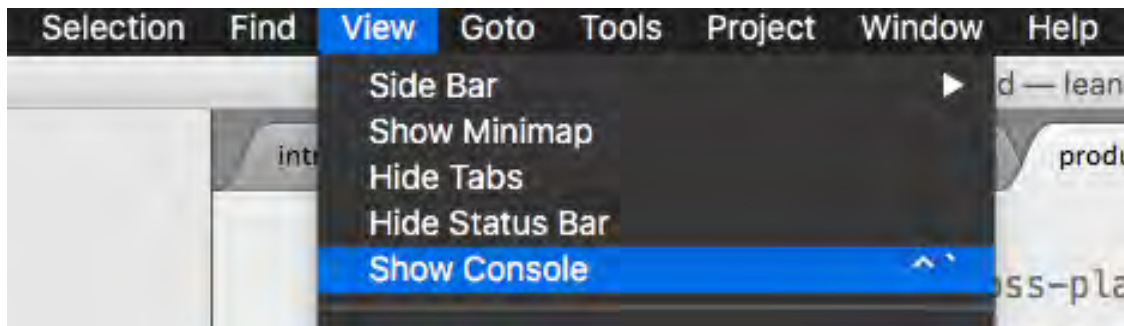 Selection Find View Goto Tools Project Window Help
Side Bar
d — lean
Show Minimap
Hide Tabs
Hide Status Bar
Show Console ^ `